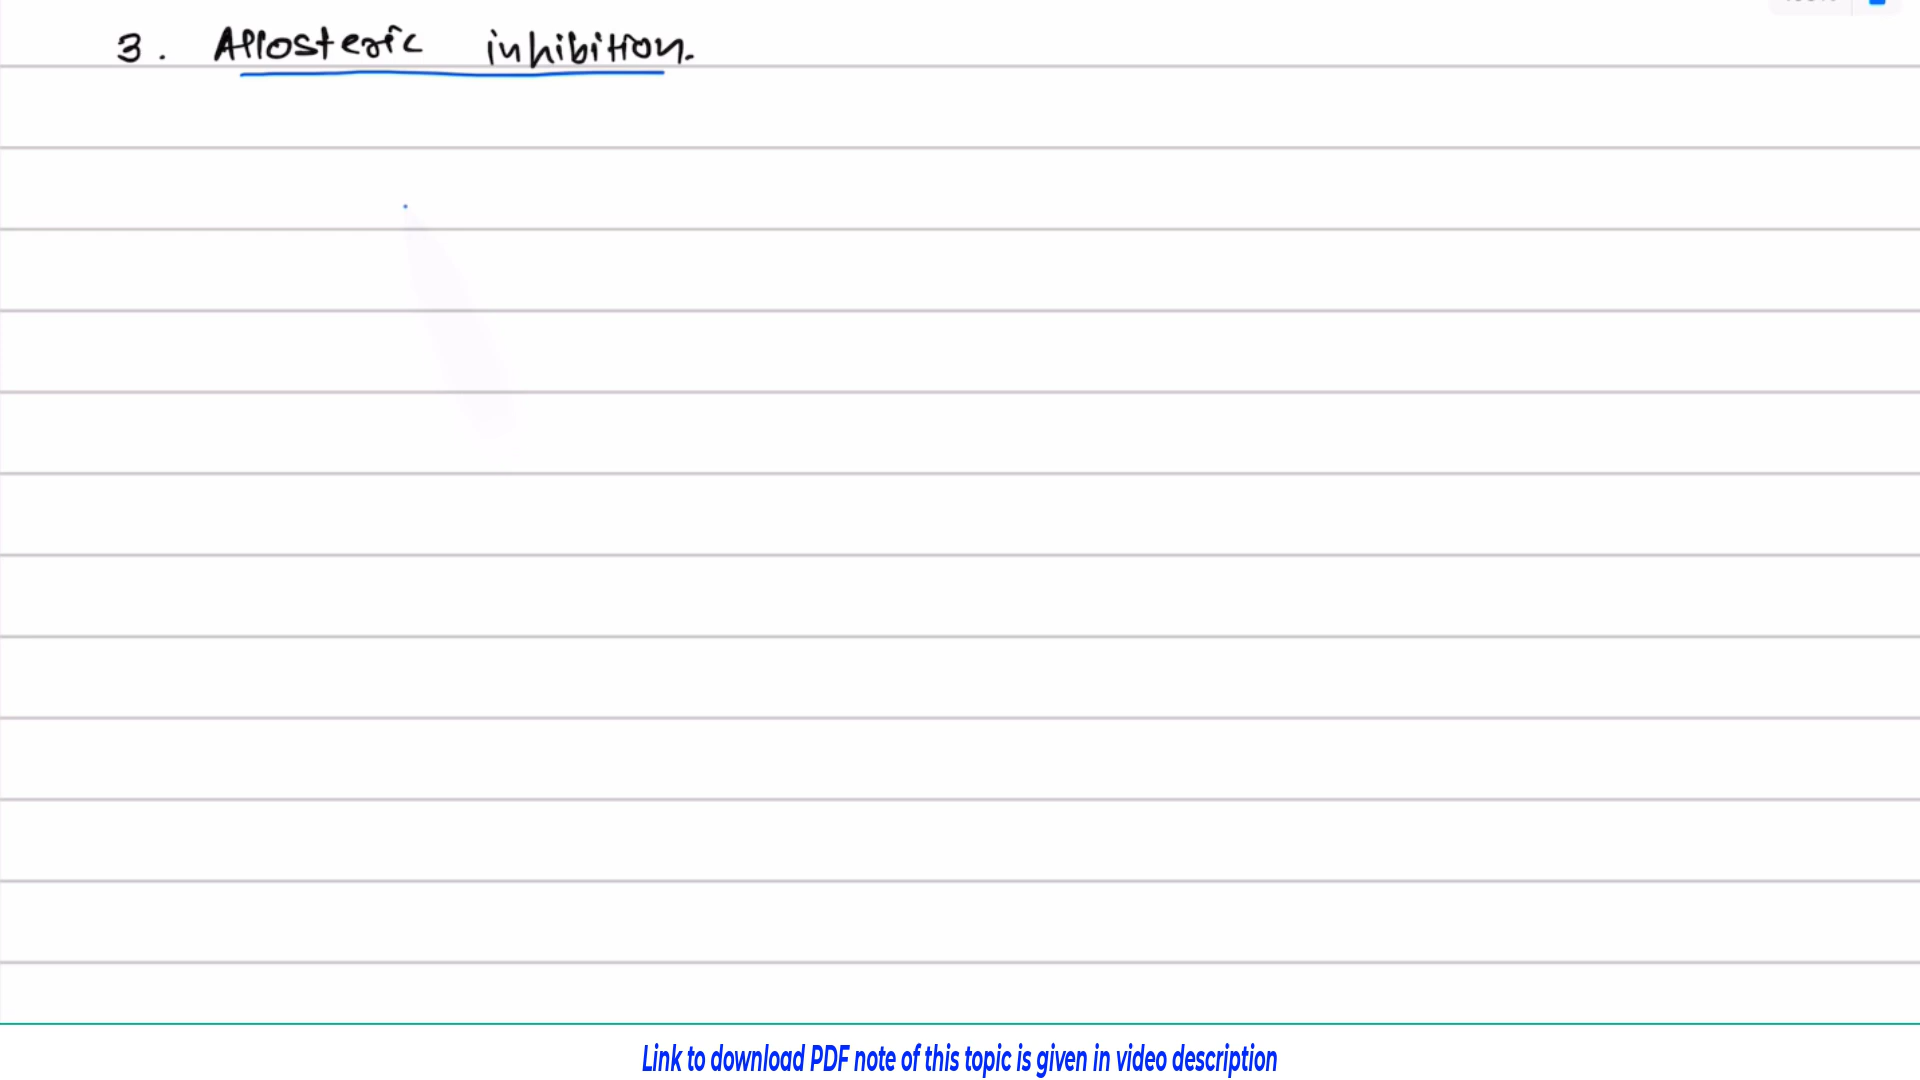 3. Allosteric inhibition.
Link to download PDF note of this topic is given in video description